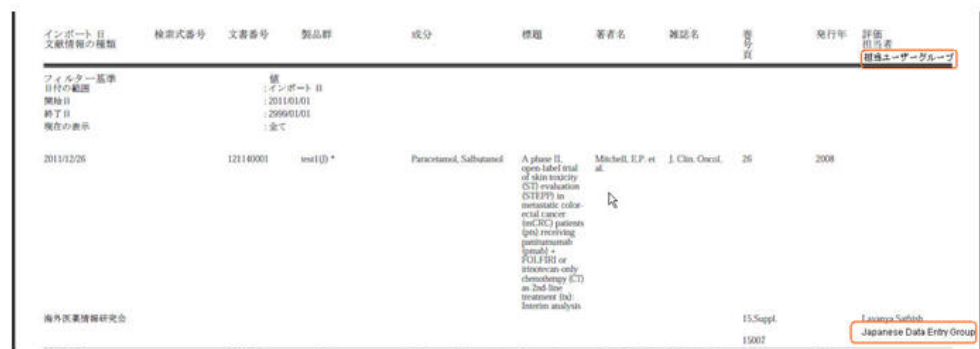 インポート 日 検索式番号 文書番号 製品群 成分 標題 著者名 雑誌名 巻 発行年 評価
文献情報の種類 号 担当者
頁 担当ユーザーグループ
フィルター基準 値
日付の範囲 : インポート 日
開始日 : 2011/01/01
終了日 : 2999/01/01
現在の表示 : 全て
2011/12/26 121140001 test1(J) * Paracetamol, Salbutamol A phase II, Mitchell, E.P. et J. Clin. Oncol. 26 2008
open-label trial al.
of skin toxicity
(ST) evaluation
(STEPP) in
metastatic color-
ectal cancer
(mCRC) patients
(pts) receiving
panitumumab
(pmab) +
FOLFIRI or
irinotecan-only
chemotherapy (CT)
as 2nd-line
treatment (tx):
Interim analysis
海外医薬情報研究会 15,Suppl. Lavanya Sathish
15007 Japanese Data Entry Group